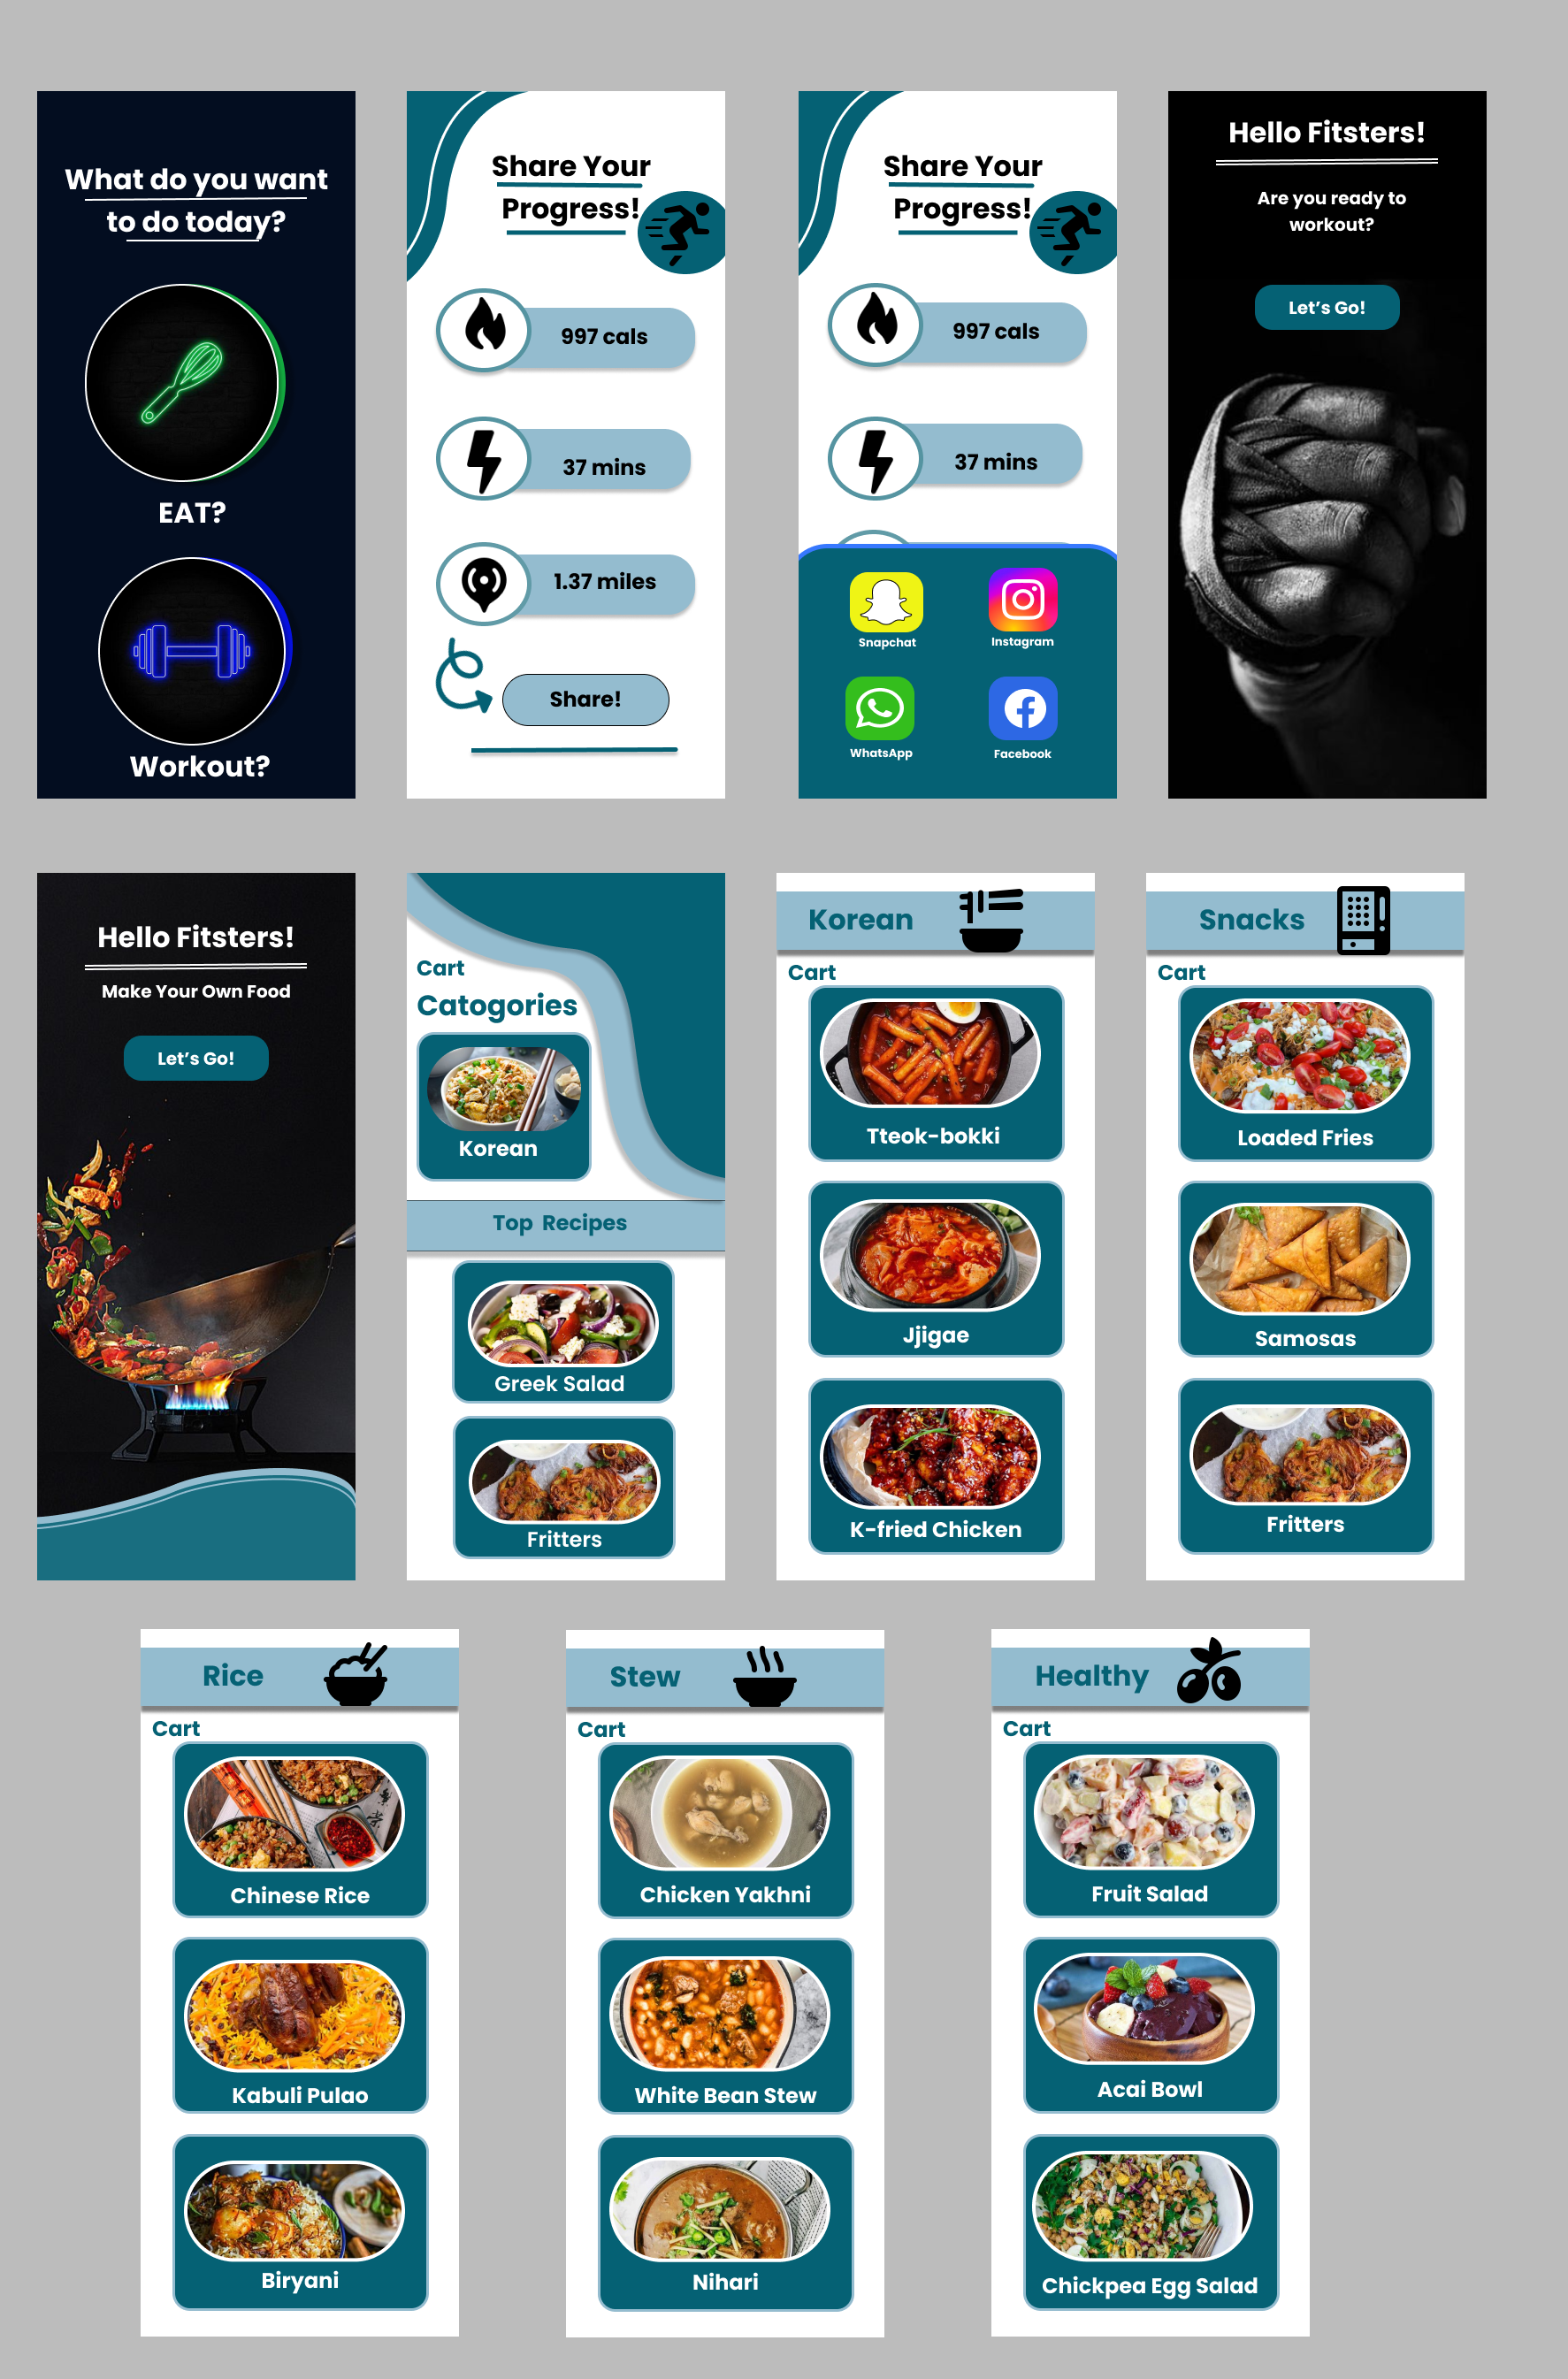 What do you want
to do today?
EAT?
Workout?
Share Your
Progress!
997 cals
37 mins
1.37 miles
Share!
Share Your
Progress!
997 cals
37 mins
Snapchat
Instagram
WhatsApp
Facebook
Hello Fitsters!
Are you ready to
workout?
Let's Go!
Hello Fitsters!
Make Your Own Food
Let's Go!
Cart
Catogories
Korean
Top Recipes
Greek Salad
Fritters
Korean
Cart
Tteok-bokki
Jjigae
K-fried Chicken
Snacks
Cart
Loaded Fries
Samosas
Fritters
Rice
Cart
Chinese Rice
Kabuli Pulao
Biryani
Stew
Cart
Chicken Yakhni
White Bean Stew
Nihari
Healthy
Cart
Fruit Salad
Acai Bowl
Chickpea Egg Salad